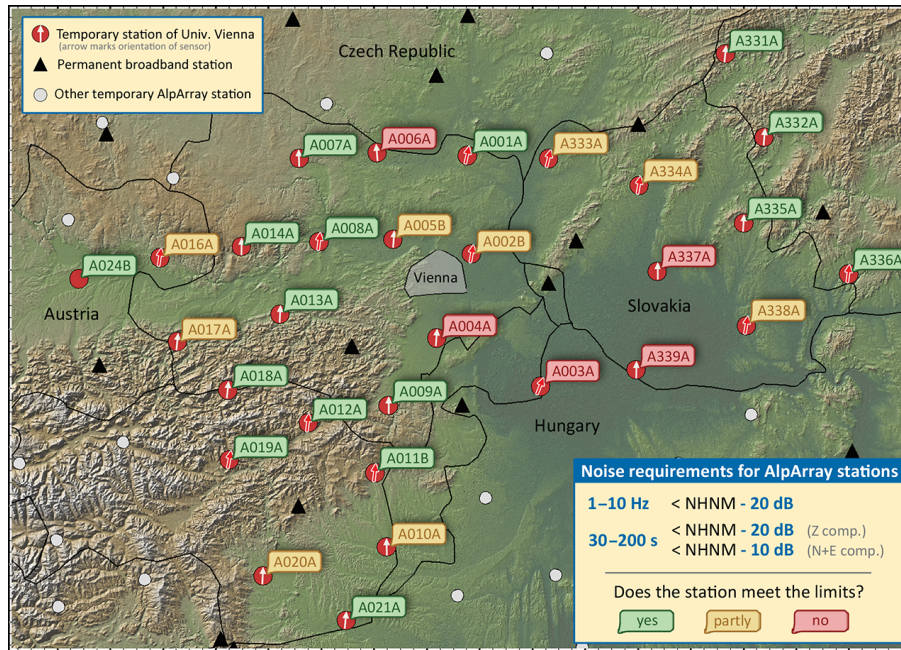 Temporary station of Univ. Vienna
(arrow marks orientation of sensor)
Permanent broadband station
Other temporary AlpArray station
Czech Republic
A331A
A332A
A007A
A006A
A001A
A333A
A334A
A335A
A016A
A014A
A008A
A005B
A002B
A336A
A024B
Vienna
A337A
Austria
A013A
Slovakia
A338A
A017A
A004A
A018A
A009A
A003A
A339A
A012A
Hungary
A019A
A011B
Noise requirements for AlpArray stations
1–10 Hz < NHNM - 20 dB
30–200 s < NHNM - 20 dB (Z comp.)
< NHNM - 10 dB (N+E comp.)
A010A
A020A
A021A
Does the station meet the limits?
yes partly no